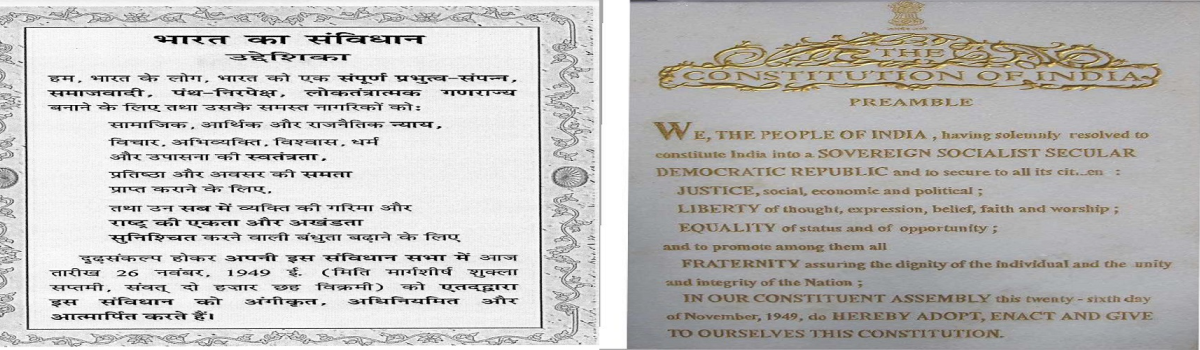 भारत का संविधान
उद्देशिका
हम, भारत के लोग, भारत को एक संपूर्ण प्रभुत्व-संपन्न,
समाजवादी, पंथ-निरपेक्ष, लोकतंत्रात्मक गणराज्य
बनाने के लिए तथा उसके समस्त नागरिकों को:
सामाजिक, आर्थिक और राजनैतिक न्याय,
विचार, अभिव्यक्ति, विश्वास, धर्म
और उपासना की स्वतंत्रता,
प्रतिष्ठा और अवसर की समता
प्राप्त कराने के लिए,
तथा उन सब में व्यक्ति की गरिमा और
राष्ट्र की एकता और अखंडता
सुनिश्चित करने वाली बंधुता बढ़ाने के लिए
दृढ़संकल्प होकर अपनी इस संविधान सभा में आज
तारीख 26 नवंबर, 1949 ई. (मिति मार्गशीर्ष शुक्ला
सप्तमी, संवत् दो हजार छह विक्रमी) को एतद्द्वारा
इस संविधान को अंगीकृत, अधिनियमित और
आत्मार्पित करते हैं।
THE
CONSTITUTION OF INDIA
PREAMBLE
WE, THE PEOPLE OF INDIA , having solemnly resolved to
constitute India into a SOVEREIGN SOCIALIST SECULAR
DEMOCRATIC REPUBLIC and to secure to all its cit...en :
JUSTICE, social, economic and political ;
LIBERTY of thought, expression, belief, faith and worship ;
EQUALITY of status and of opportunity ;
and to promote among them all
FRATERNITY assuring the dignity of the individual and the unity
and integrity of the Nation ;
IN OUR CONSTITUENT ASSEMBLY this twenty - sixth day
of November, 1949, do HEREBY ADOPT, ENACT AND GIVE
TO OURSELVES THIS CONSTITUTION.